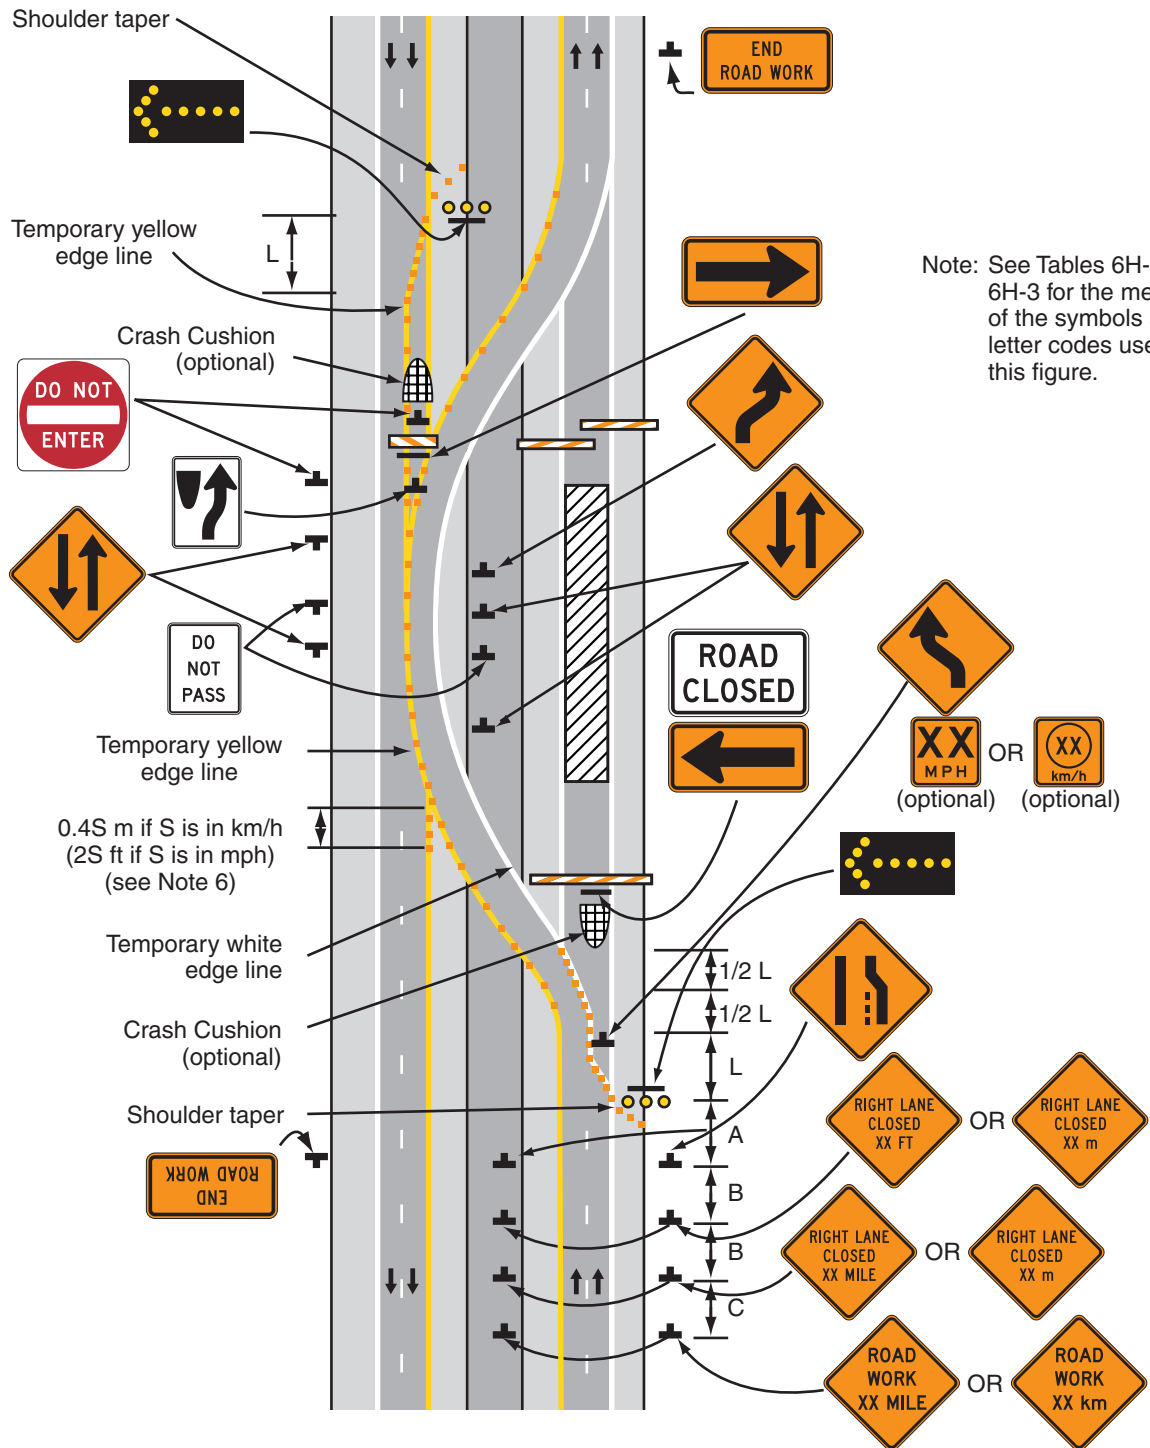 Shoulder taper
END
ROAD WORK
Temporary yellow
edge line
L
Note: See Tables 6H-
6H-3 for the me
of the symbols
letter codes use
this figure.
Crash Cushion
(optional)
DO NOT
ENTER
DO
NOT
PASS
ROAD
CLOSED
XX
MPH
OR
XX
km/h
(optional)
(optional)
Temporary yellow
edge line
0.4S m if S is in km/h
(2S ft if S is in mph)
(see Note 6)
Temporary white
edge line
1/2 L
1/2 L
Crash Cushion
(optional)
L
Shoulder taper
A
RIGHT LANE
CLOSED
XX FT
OR
RIGHT LANE
CLOSED
XX m
END
ROAD WORK
B
B
RIGHT LANE
CLOSED
XX MILE
OR
RIGHT LANE
CLOSED
XX m
C
ROAD
WORK
XX MILE
OR
ROAD
WORK
XX km